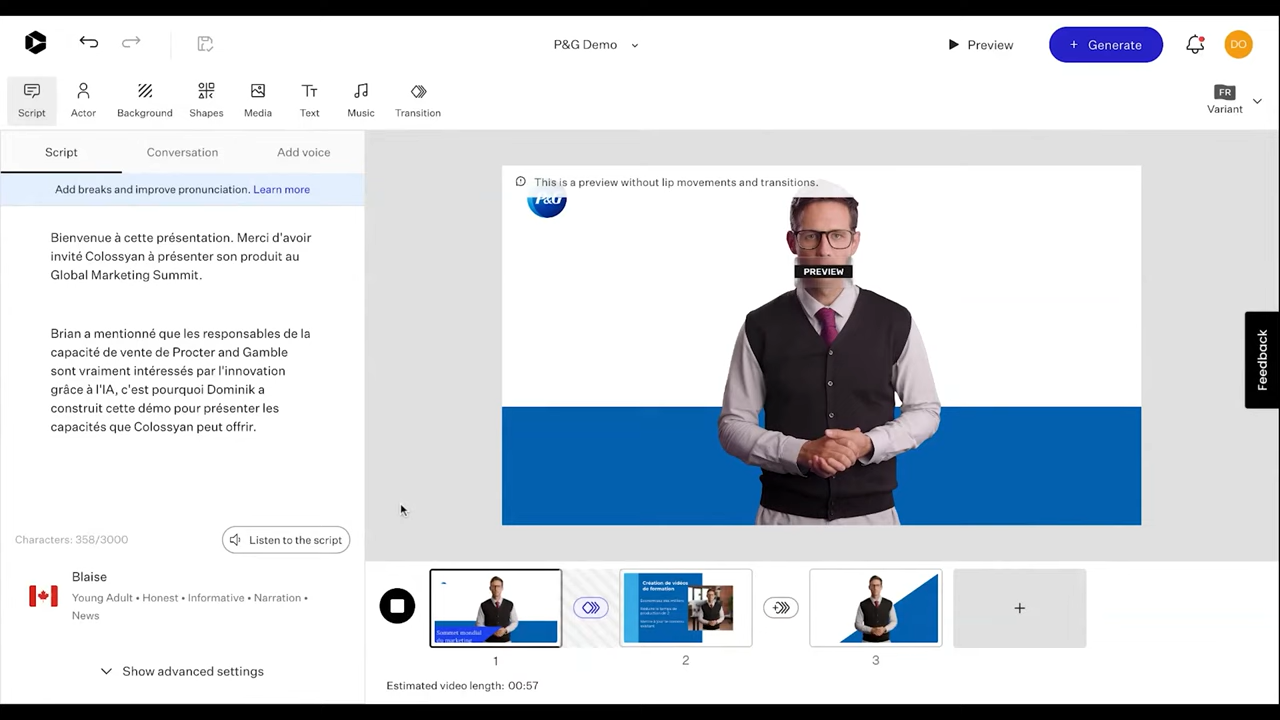 P&G Demo
Preview
+ Generate
DO
Script
Actor
Background
Shapes
Media
Text
Music
Transition
FR
Variant
Script
Conversation
Add voice
Add breaks and improve pronunciation. Learn more
This is a preview without lip movements and transitions.
P&G
PREVIEW
Bienvenue à cette présentation. Merci d'avoir
invité Colossyan à présenter son produit au
Global Marketing Summit.
Brian a mentionné que les responsables de la
capacité de vente de Procter and Gamble
sont vraiment intéressés par l'innovation
grâce à l'IA, c'est pourquoi Dominik a
construit cette démo pour présenter les
capacités que Colossyan peut offrir.
Feedback
Characters: 358/3000
Listen to the script
Blaise
Young Adult • Honest • Informative • Narration •
News
Show advanced settings
Sommet mondial
du marketing
Création de vidéos
de formation
1
2
3
Estimated video length: 00:57